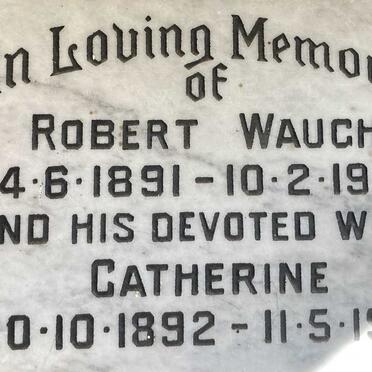 In Loving Memo
of
ROBERT WAUGH
4·6·1891 – 10·2·19
ND HIS DEVOTED W
CATHERINE
0·10·1892 – 11·5·1